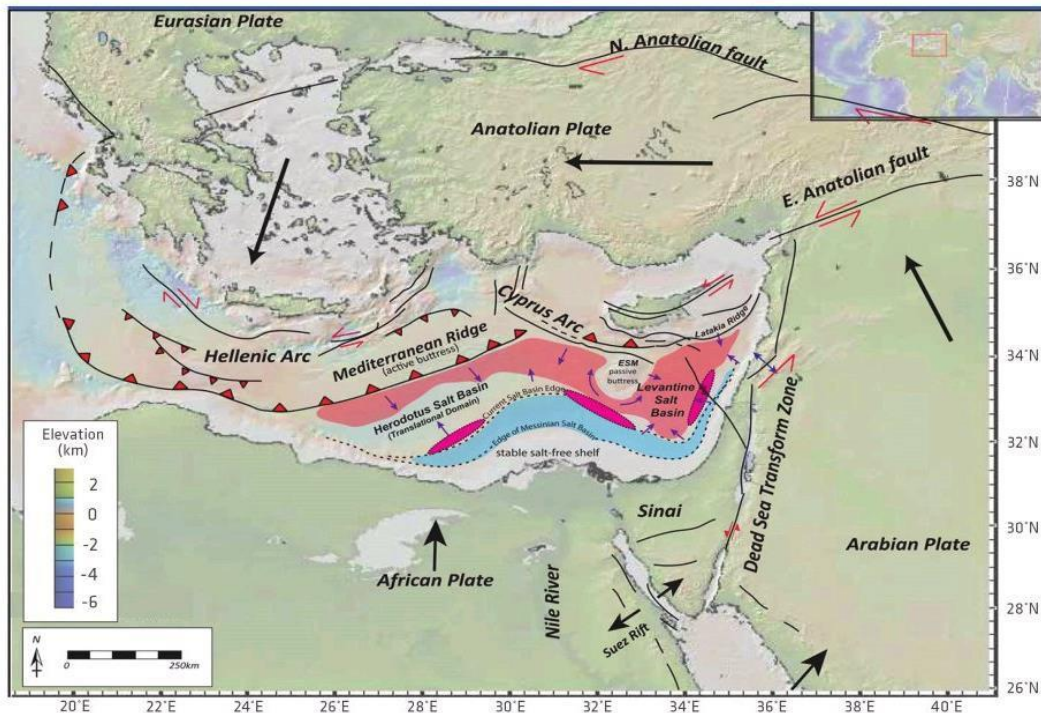 Eurasian Plate
N. Anatolian fault
Anatolian Plate
E. Anatolian fault
38°N
36°N
34°N
32°N
30°N
28°N
26°N
Cyprus Arc
Latakia Ridge
Hellenic Arc
Mediterranean Ridge
(active buttress)
ESM
passive
buttress
Levantine
Salt
Basin
Herodotus Salt Basin
(Translational Domain)
Current Salt Basin Edge
Edge of Messinian Salt Basin
stable salt-free shelf
Dead Sea Transform Zone
Elevation
(km)
2
0
-2
-4
-6
Sinai
Arabian Plate
African Plate
Nile River
Suez Rift
N
0
250km
20°E
22°E
24°E
26°E
28°E
30°E
32°E
34°E
36°E
38°E
40°E